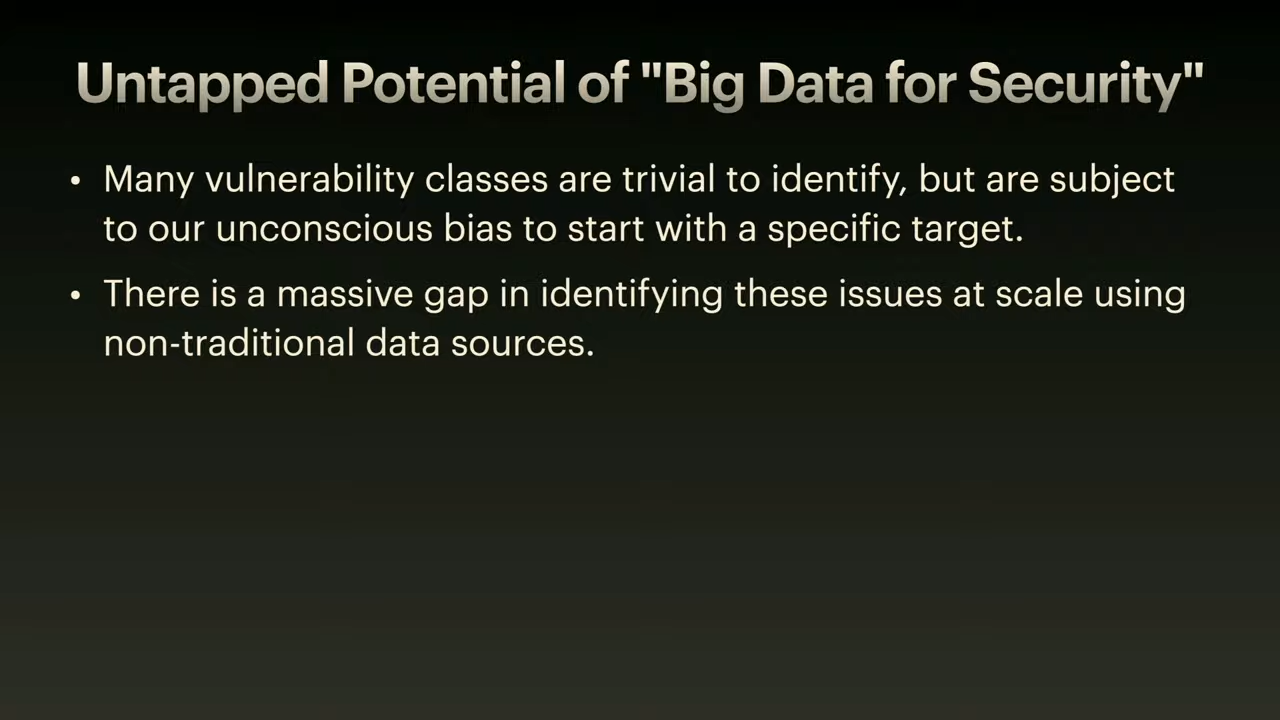 Untapped Potential of "Big Data for Security"
• Many vulnerability classes are trivial to identify, but are subject
to our unconscious bias to start with a specific target.
• There is a massive gap in identifying these issues at scale using
non-traditional data sources.